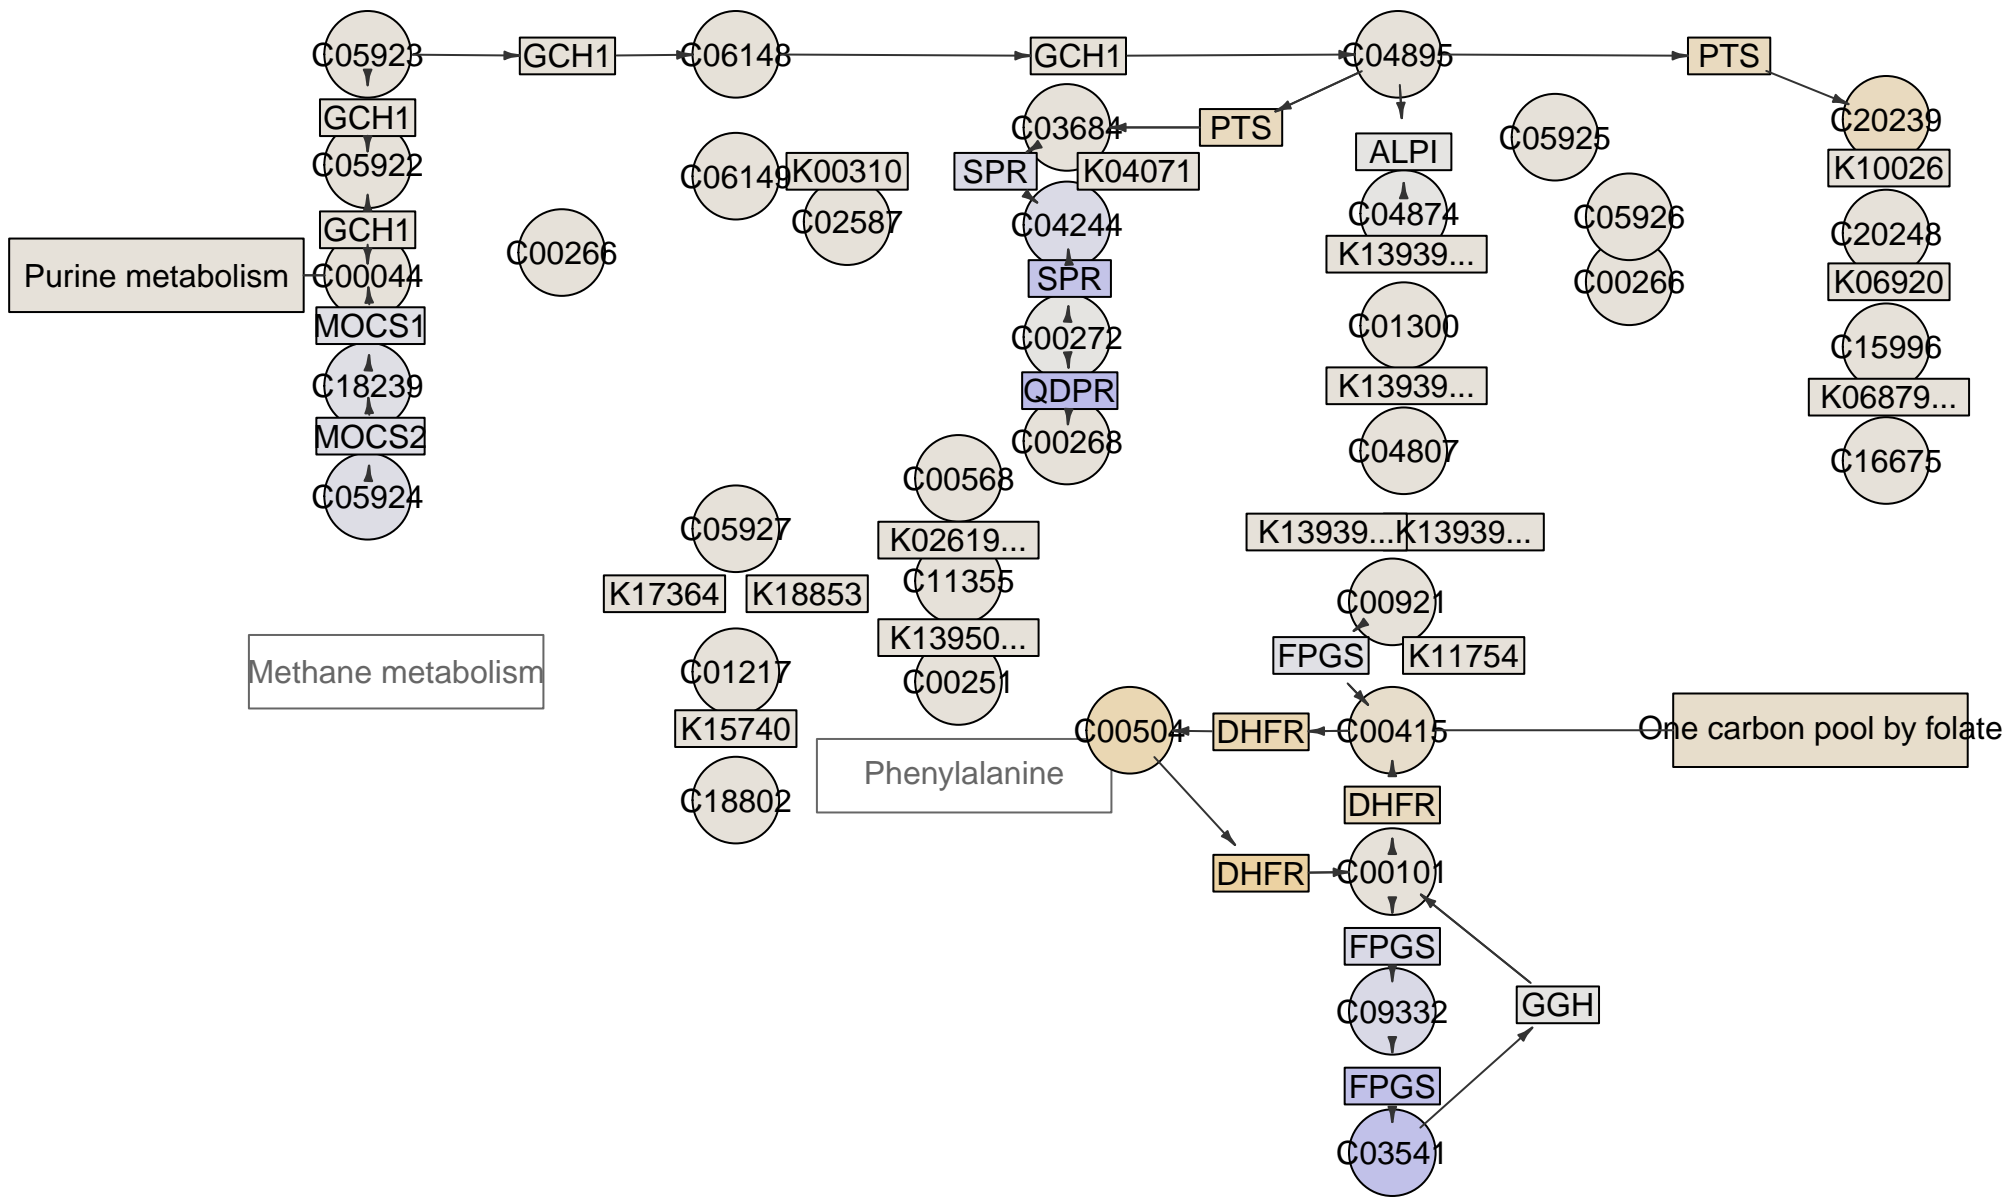 C05923
GCH1
C06148
GCH1
C04895
PTS
GCH1
C03684
PTS
C20239
C05922
C06149
K00310
SPR
K04071
ALPI
C05925
K10026
GCH1
C00266
C02587
C04244
C04874
C05926
C20248
Purine metabolism
C00044
SPR
K13939...
C00266
K06920
MOCS1
C00272
C01300
C15996
C18239
QDPR
K13939...
K06879...
MOCS2
C00268
C04807
C16675
C05924
C00568
C05927
K02619...
K13939...
K13939...
K17364
K18853
C11355
C00921
Methane metabolism
C01217
K13950...
FPGS
K11754
C00251
K15740
C00504
DHFR
C00415
One carbon pool by folate
Phenylalanine
C18802
DHFR
DHFR
C00101
FPGS
C09332
GGH
FPGS
C03541